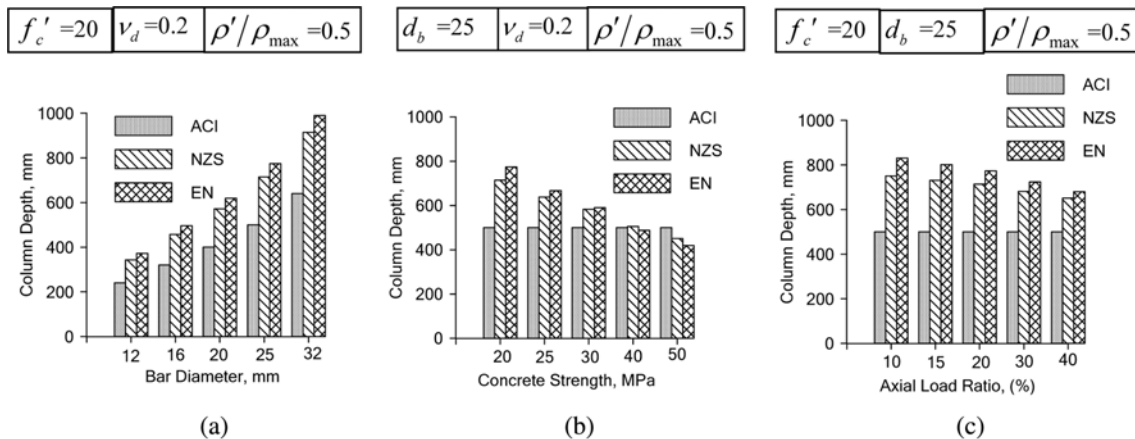 f_c′ =20 ν_d=0.2 ρ′/ρ_max=0.5
d_b = 25 ν_d=0.2 ρ′/ρ_max=0.5
f_c′ =20 d_b = 25 ρ′/ρ_max=0.5
Column Depth, mm
1000
800
600
400
200
0
ACI
NZS
EN
12 16 20 25 32
Bar Diameter, mm
(a)
Column Depth, mm
1000
800
600
400
200
0
ACI
NZS
EN
20 25 30 40 50
Concrete Strength, MPa
(b)
Column Depth, mm
1000
800
600
400
200
0
ACI
NZS
EN
10 15 20 30 40
Axial Load Ratio, (%)
(c)